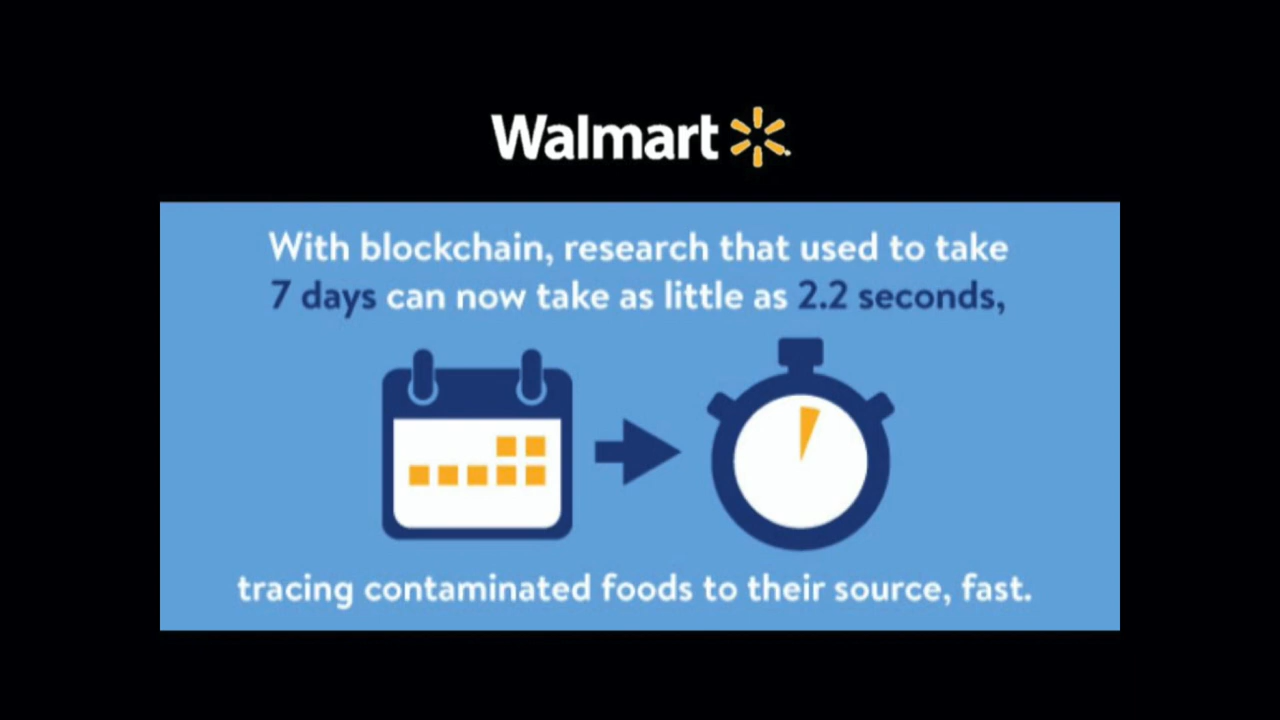 Walmart
With blockchain, research that used to take
7 days can now take as little as 2.2 seconds,
tracing contaminated foods to their source, fast.